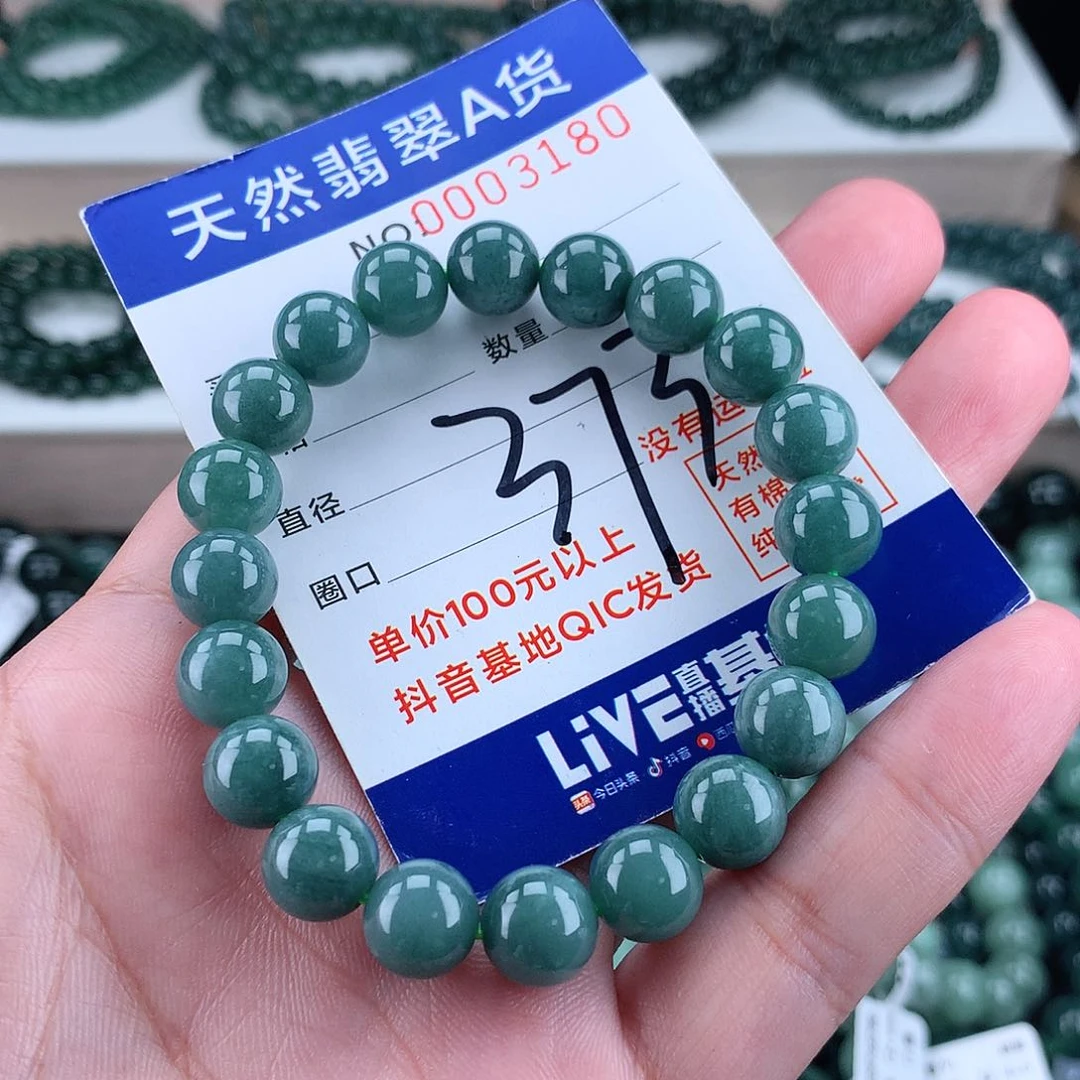 天然翡翠A货
NO:0003180
数量
直径
圈口
373
没有运
天然
有棉
纯
单价100元以上
抖音基地QIC发货
LiVE直播基
今日头条 抖音 西